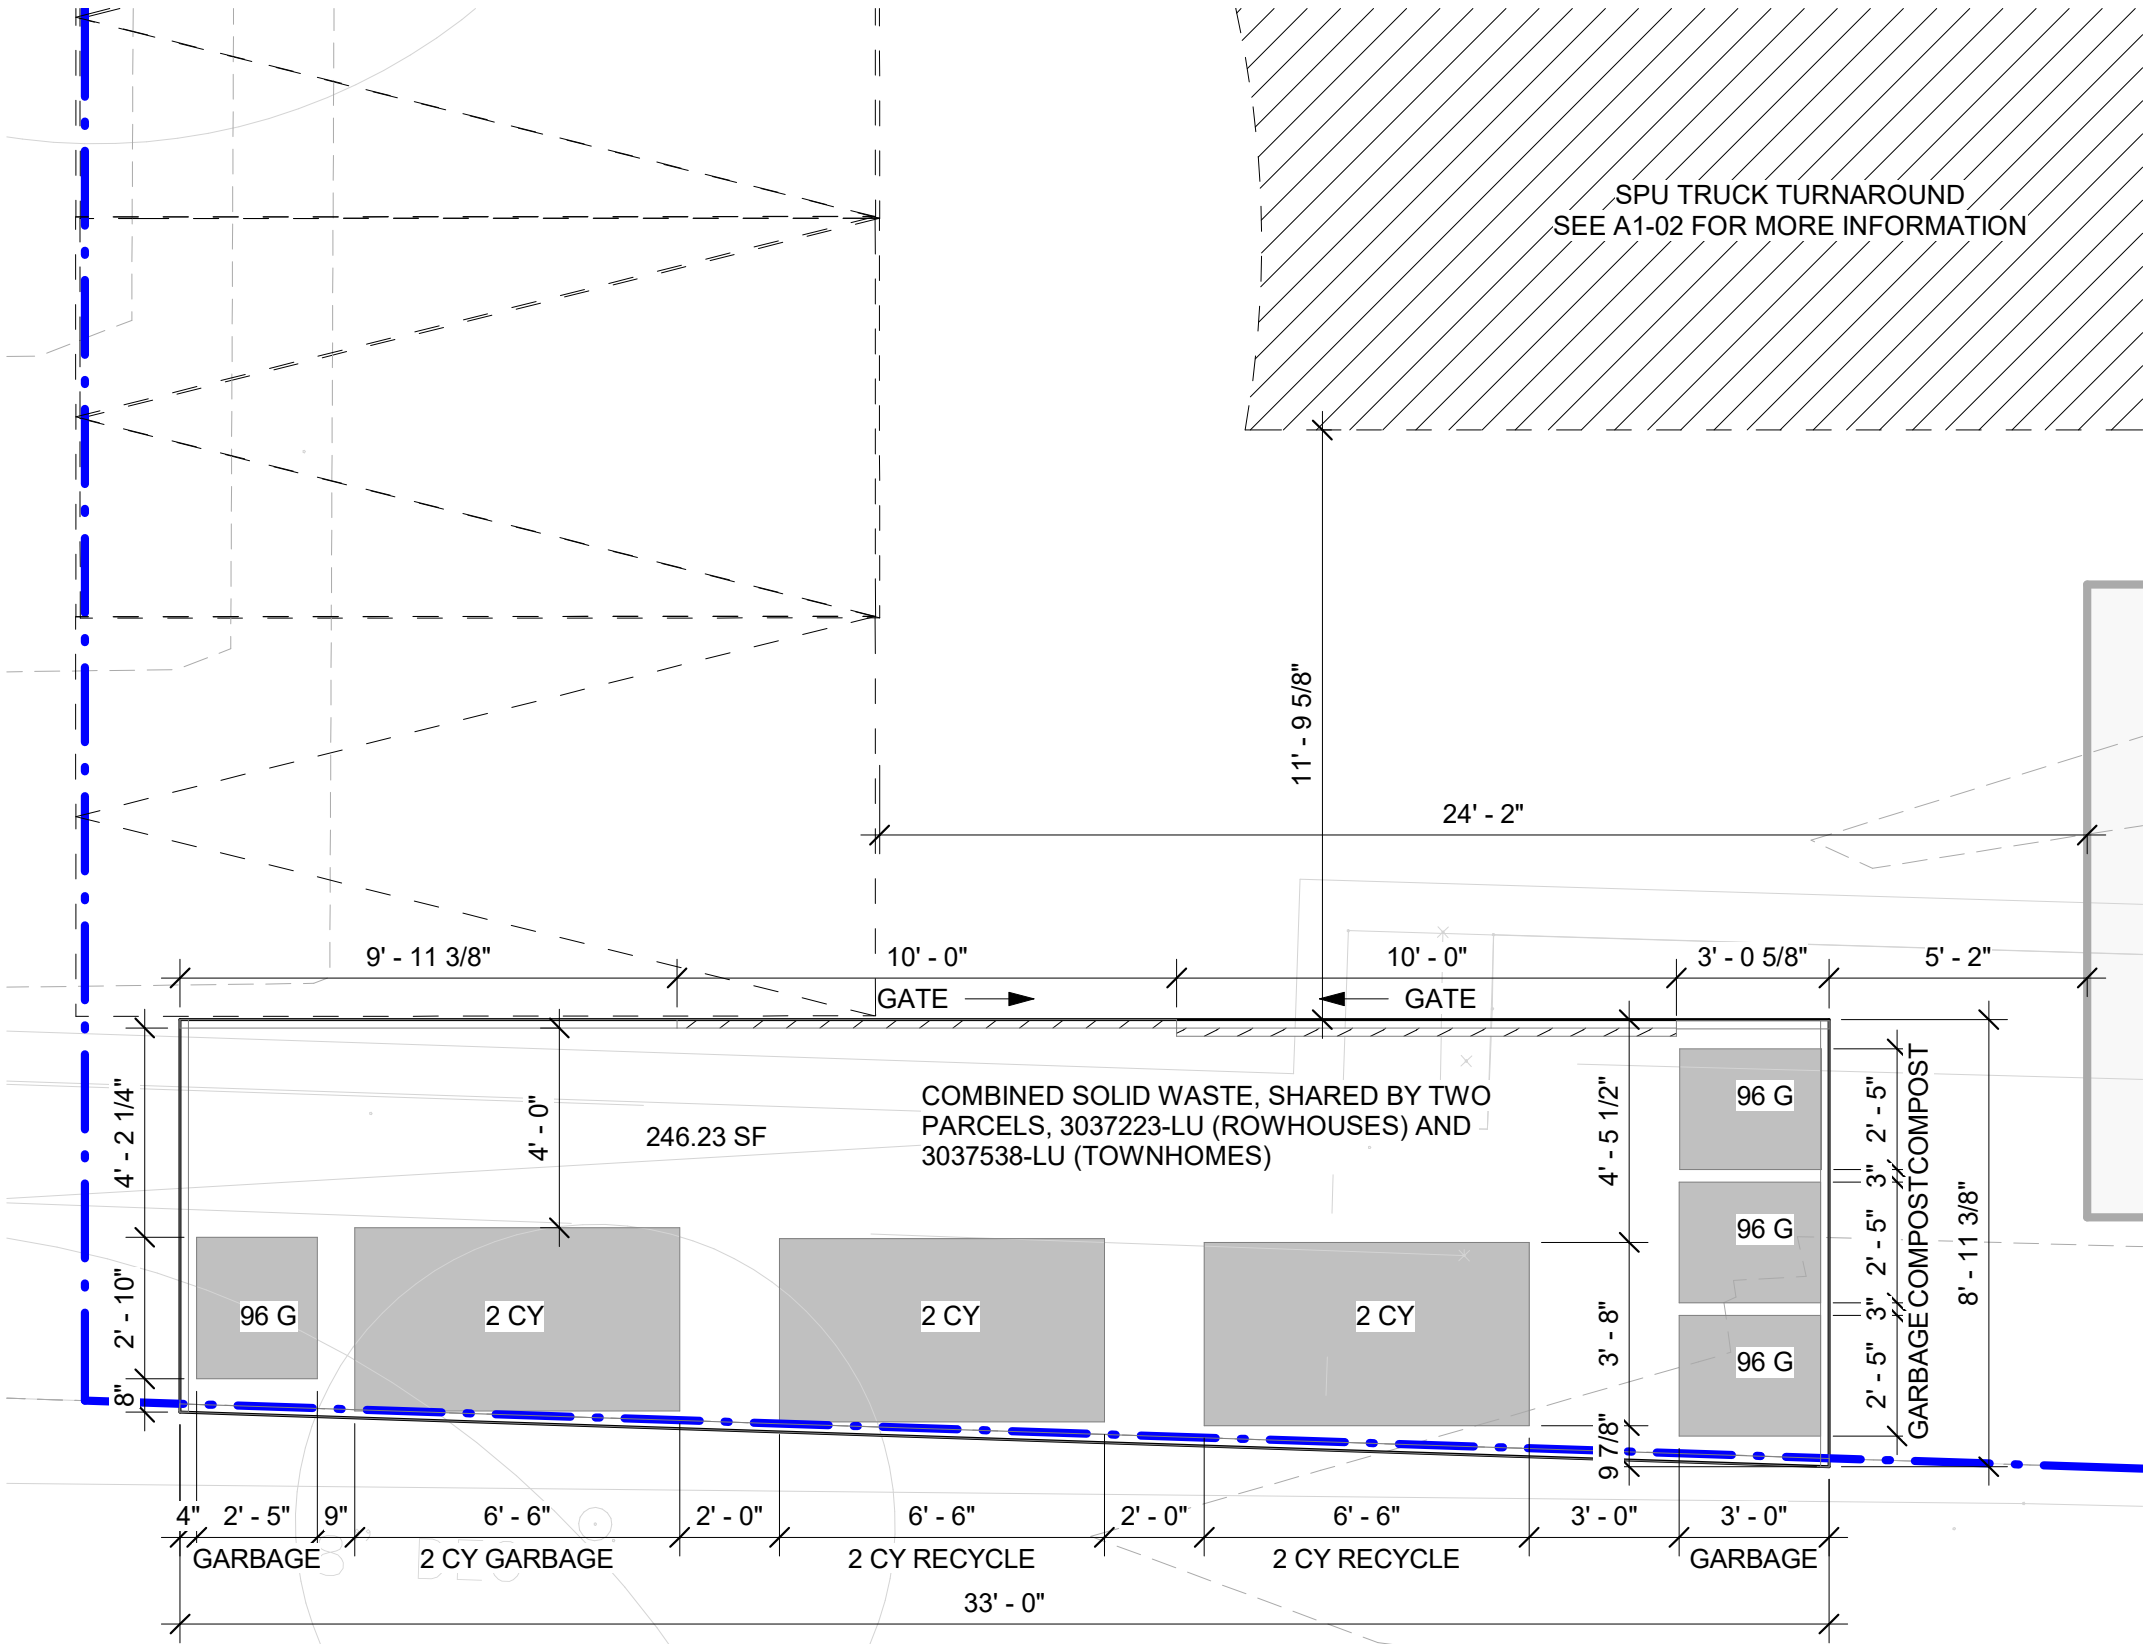 SPU TRUCK TURNAROUND
SEE A1-02 FOR MORE INFORMATION
11' - 9 5/8"
24' - 2"
9' - 11 3/8"
10' - 0"
10' - 0"
3' - 0 5/8"
5' - 2"
GATE
GATE
4' - 2 1/4"
4' - 0"
246.23 SF
COMBINED SOLID WASTE, SHARED BY TWO
PARCELS, 3037223-LU (ROWHOUSES) AND
3037538-LU (TOWNHOMES)
4' - 5 1/2"
96 G
2' - 5"
COMPOST
3"
96 G
2' - 5"
COMPOST
3"
96 G
2' - 5"
GARBAGE
8' - 11 3/8"
2' - 10"
8"
96 G
2 CY
2 CY
2 CY
3' - 8"
9 7/8"
4"
2' - 5"
9"
6' - 6"
2' - 0"
6' - 6"
2' - 0"
6' - 6"
3' - 0"
3' - 0"
GARBAGE
2 CY GARBAGE
2 CY RECYCLE
2 CY RECYCLE
GARBAGE
33' - 0"